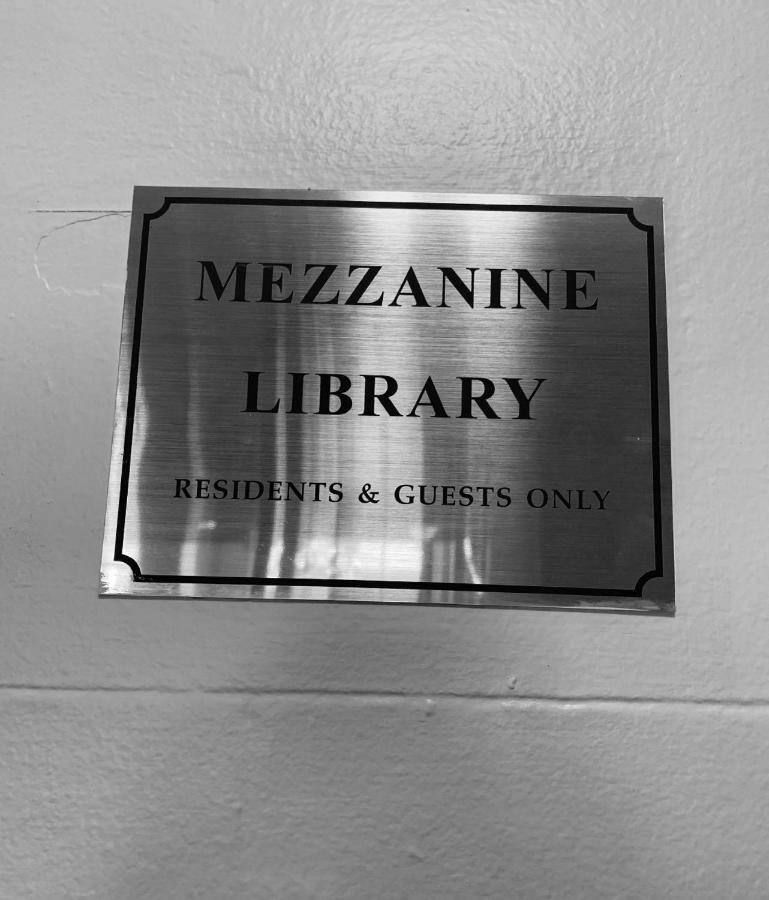 MEZZANINE
LIBRARY
RESIDENTS & GUESTS ONLY